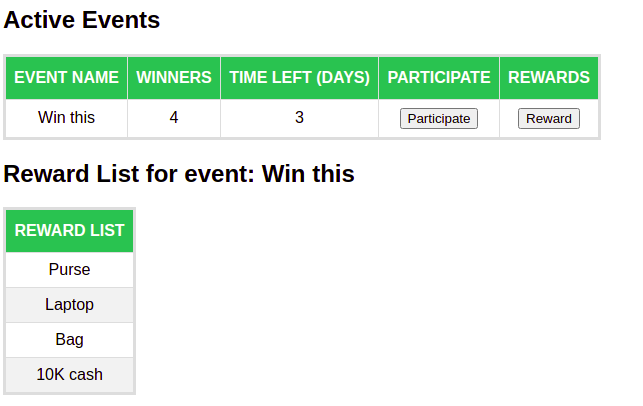 Active Events
EVENT NAME WINNERS TIME LEFT (DAYS) PARTICIPATE REWARDS
Win this 4 3 Participate Reward
Reward List for event: Win this
REWARD LIST
Purse
Laptop
Bag
10K cash